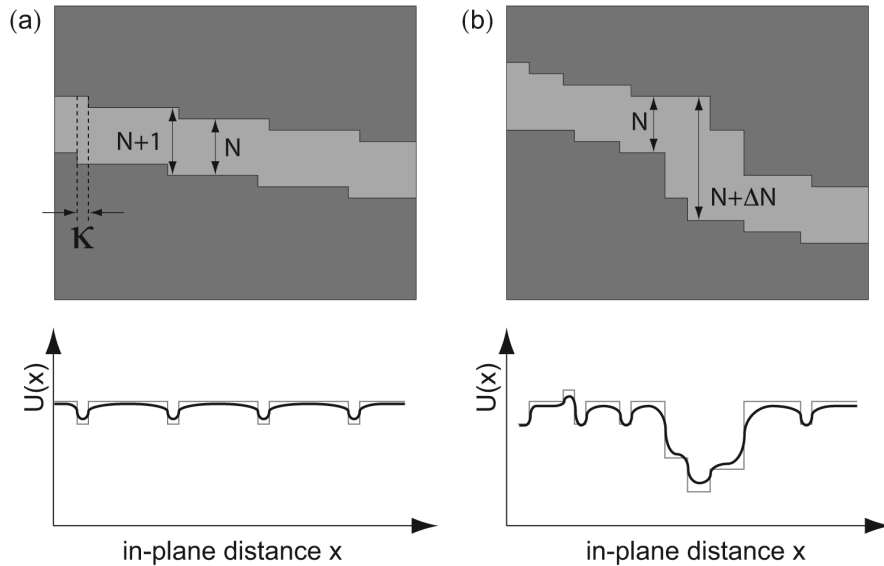 (a)
N+1
N
κ
U(x)
in-plane distance x
(b)
N
N+ΔN
U(x)
in-plane distance x